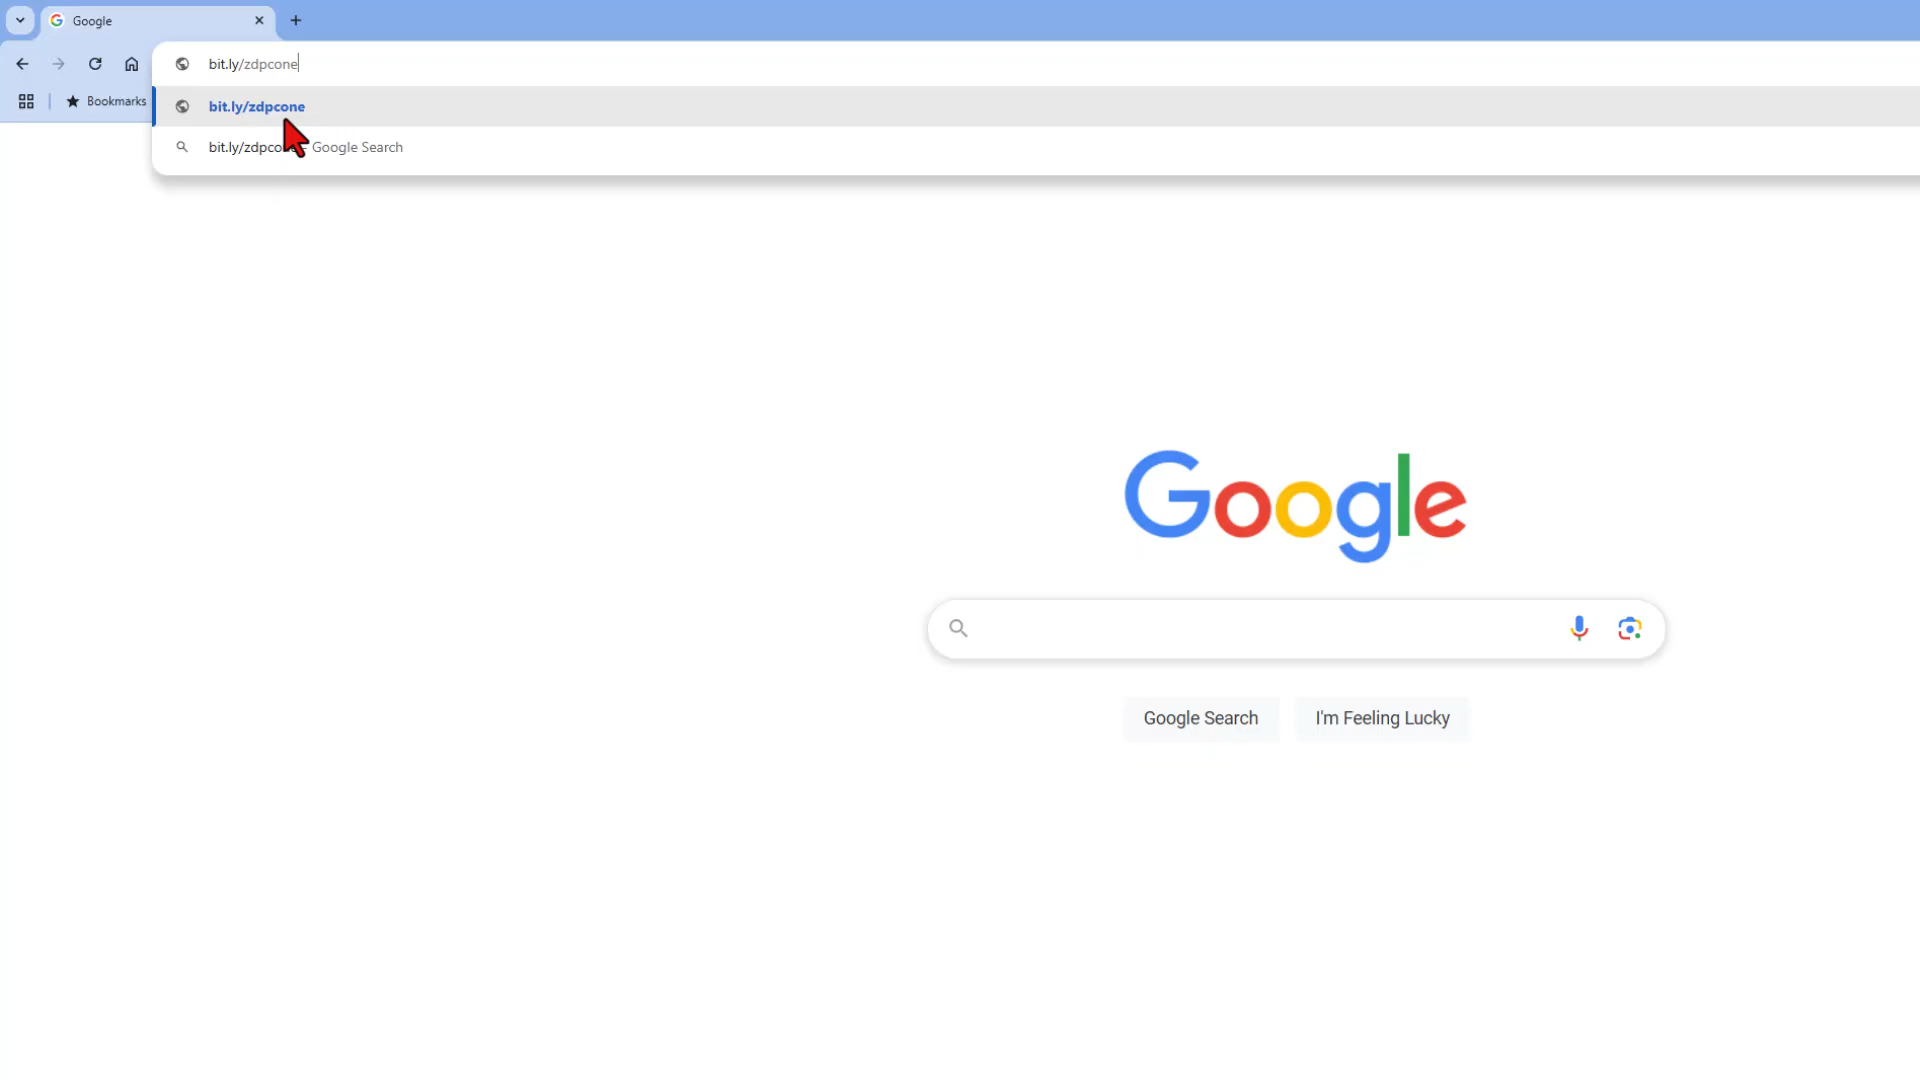 Google
bit.ly/zdpcone
Bookmarks
bit.ly/zdpcone
bit.ly/zdpco - Google Search
Google
Google Search
I'm Feeling Lucky